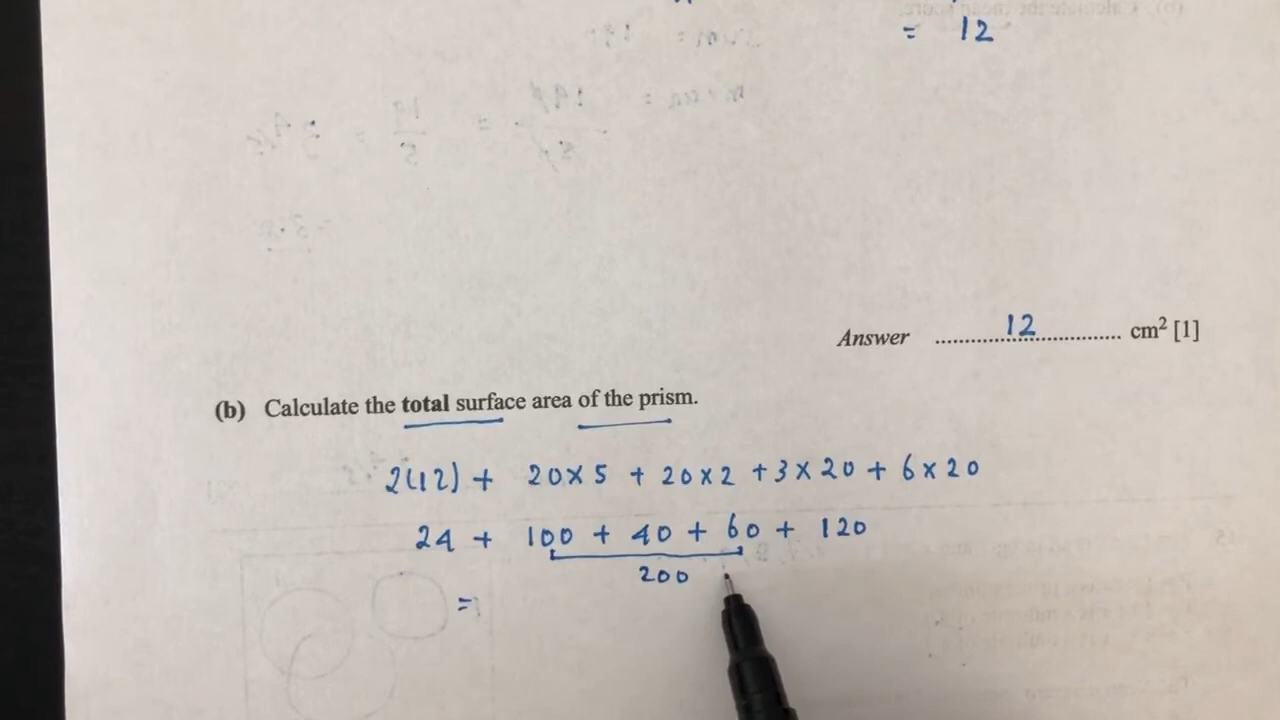 = 12
Answer 12 cm² [1]
(b) Calculate the total surface area of the prism.
2(12) + 20×5 + 20×2 + 3×20 + 6×20
24 + 100 + 40 + 60 + 120
200
=